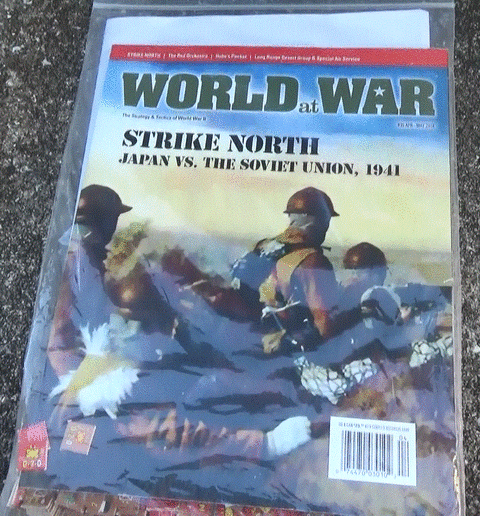 STRIKE NORTH | The Red Orchestra | Hube's Pocket | Long Range Desert Group & Special Air Service
WORLD at WAR
The Strategy & Tactics of World War II
STRIKE NORTH
JAPAN VS. THE SOVIET UNION, 1941